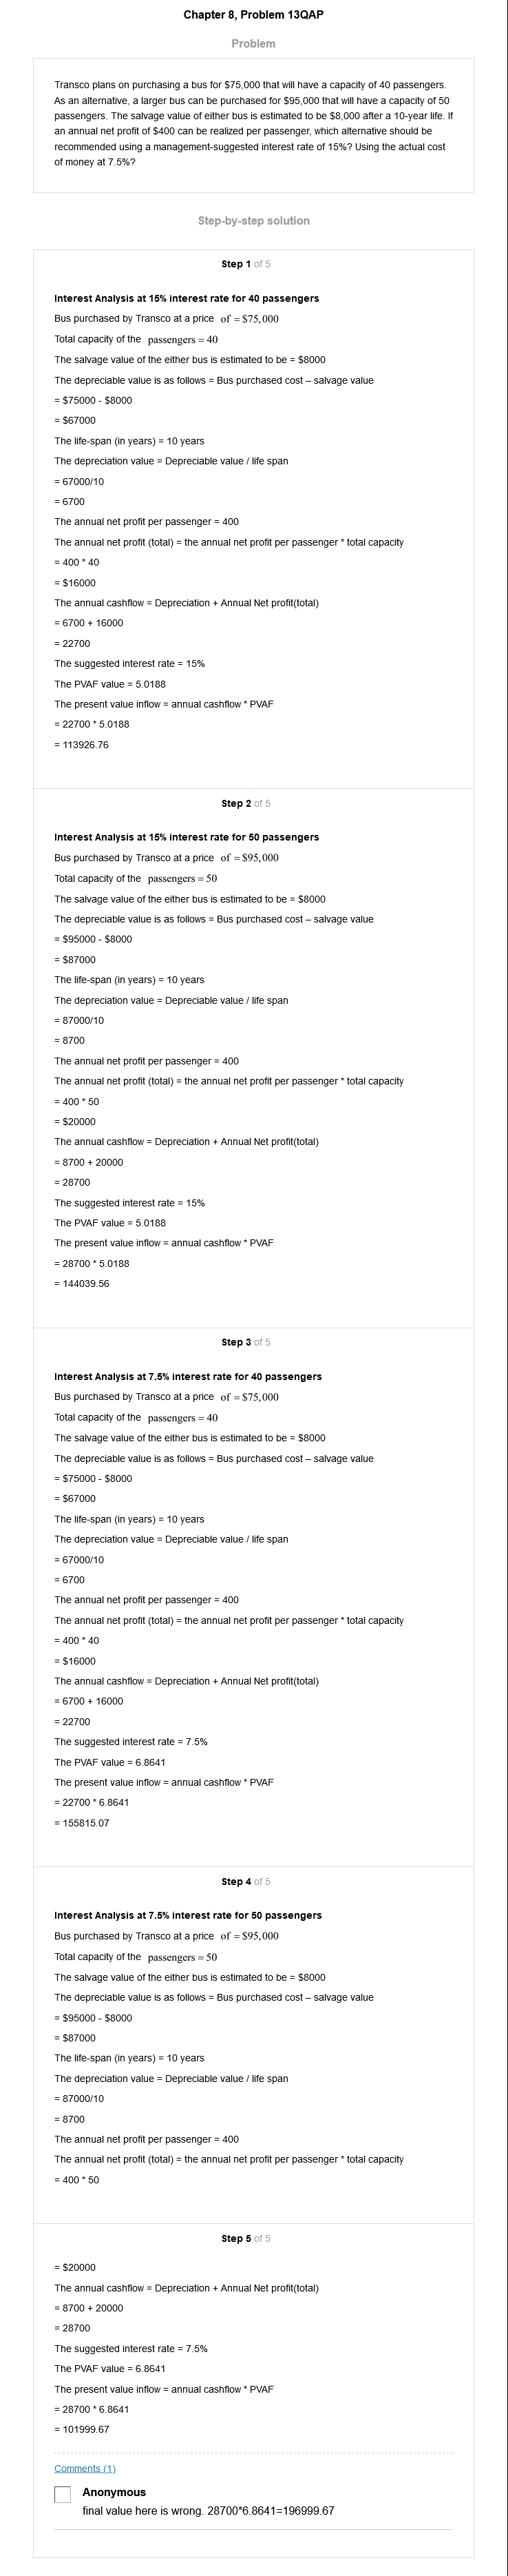 Chapter 8, Problem 13QAP
Problem
Transco plans on purchasing a bus for $75,000 that will have a capacity of 40 passengers.
As an alternative, a larger bus can be purchased for $95,000 that will have a capacity of 50
passengers. The salvage value of either bus is estimated to be $8,000 after a 10-year life. If
an annual net profit of $400 can be realized per passenger, which alternative should be
recommended using a management-suggested interest rate of 15%? Using the actual cost
of money at 7.5%?
Step-by-step solution
Step 1 of 5
Interest Analysis at 15% interest rate for 40 passengers
Bus purchased by Transco at a price of = $75,000
Total capacity of the passengers = 40
The salvage value of the either bus is estimated to be = $8000
The depreciable value is as follows = Bus purchased cost – salvage value
= $75000 - $8000
= $67000
The life-span (in years) = 10 years
The depreciation value = Depreciable value / life span
= 67000/10
= 6700
The annual net profit per passenger = 400
The annual net profit (total) = the annual net profit per passenger * total capacity
= 400 * 40
= $16000
The annual cashflow = Depreciation + Annual Net profit(total)
= 6700 + 16000
= 22700
The suggested interest rate = 15%
The PVAF value = 5.0188
The present value inflow = annual cashflow * PVAF
= 22700 * 5.0188
= 113926.76
Step 2 of 5
Interest Analysis at 15% interest rate for 50 passengers
Bus purchased by Transco at a price of = $95,000
Total capacity of the passengers = 50
The salvage value of the either bus is estimated to be = $8000
The depreciable value is as follows = Bus purchased cost – salvage value
= $95000 - $8000
= $87000
The life-span (in years) = 10 years
The depreciation value = Depreciable value / life span
= 87000/10
= 8700
The annual net profit per passenger = 400
The annual net profit (total) = the annual net profit per passenger * total capacity
= 400 * 50
= $20000
The annual cashflow = Depreciation + Annual Net profit(total)
= 8700 + 20000
= 28700
The suggested interest rate = 15%
The PVAF value = 5.0188
The present value inflow = annual cashflow * PVAF
= 28700 * 5.0188
= 144039.56
Step 3 of 5
Interest Analysis at 7.5% interest rate for 40 passengers
Bus purchased by Transco at a price of = $75,000
Total capacity of the passengers = 40
The salvage value of the either bus is estimated to be = $8000
The depreciable value is as follows = Bus purchased cost – salvage value
= $75000 - $8000
= $67000
The life-span (in years) = 10 years
The depreciation value = Depreciable value / life span
= 67000/10
= 6700
The annual net profit per passenger = 400
The annual net profit (total) = the annual net profit per passenger * total capacity
= 400 * 40
= $16000
The annual cashflow = Depreciation + Annual Net profit(total)
= 6700 + 16000
= 22700
The suggested interest rate = 7.5%
The PVAF value = 6.8641
The present value inflow = annual cashflow * PVAF
= 22700 * 6.8641
= 155815.07
Step 4 of 5
Interest Analysis at 7.5% interest rate for 50 passengers
Bus purchased by Transco at a price of = $95,000
Total capacity of the passengers = 50
The salvage value of the either bus is estimated to be = $8000
The depreciable value is as follows = Bus purchased cost – salvage value
= $95000 - $8000
= $87000
The life-span (in years) = 10 years
The depreciation value = Depreciable value / life span
= 87000/10
= 8700
The annual net profit per passenger = 400
The annual net profit (total) = the annual net profit per passenger * total capacity
= 400 * 50
Step 5 of 5
= $20000
The annual cashflow = Depreciation + Annual Net profit(total)
= 8700 + 20000
= 28700
The suggested interest rate = 7.5%
The PVAF value = 6.8641
The present value inflow = annual cashflow * PVAF
= 28700 * 6.8641
= 101999.67
Comments (1)
Anonymous
final value here is wrong. 28700*6.8641=196999.67